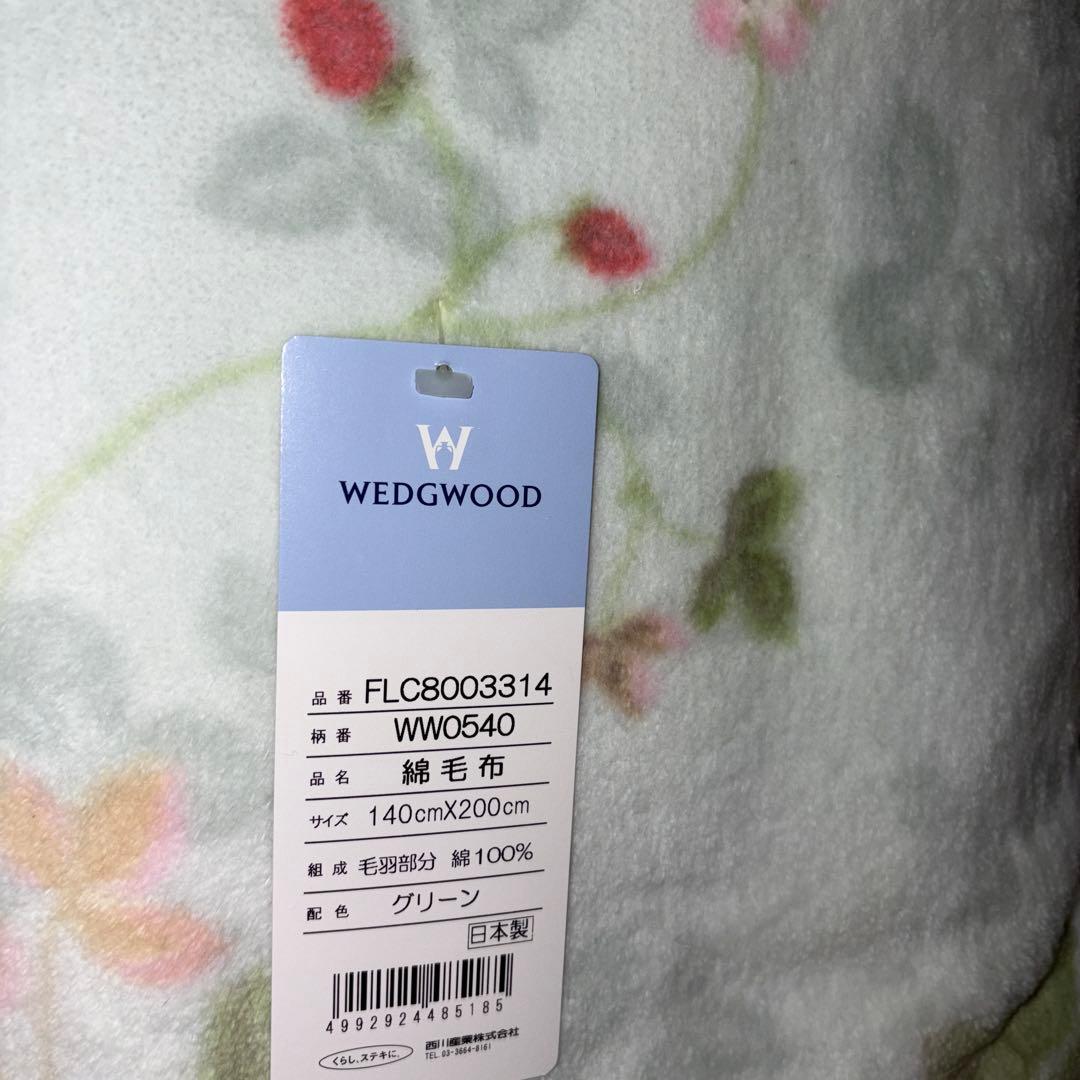 W
WEDGWOOD
品番 FLC8003314
柄番 WW0540
品名 綿毛布
サイズ 140cmX200cm
組成 毛羽部分 綿100%
配色 グリーン
日本製
4992924485185
くらし、ステキに。
西川産業株式会社
TEL.03-3664-8161